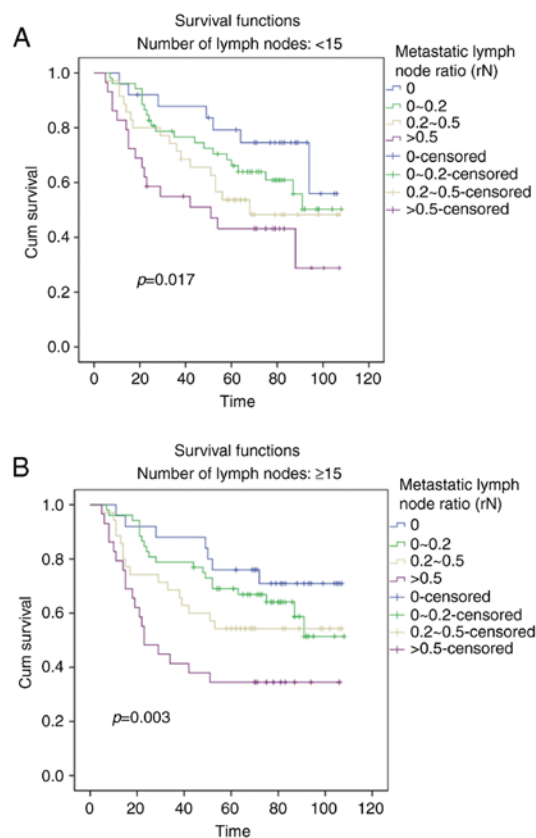 A
Survival functions
Number of lymph nodes: <15
Metastatic lymph
node ratio (rN)
0
0~0.2
0.2~0.5
>0.5
0-censored
0~0.2-censored
0.2~0.5-censored
>0.5-censored
Cum survival
1.0
0.8
0.6
0.4
0.2
0.0
p=0.017
0 20 40 60 80 100 120
Time
B
Survival functions
Number of lymph nodes: ≥15
Metastatic lymph
node ratio (rN)
0
0~0.2
0.2~0.5
>0.5
0-censored
0~0.2-censored
0.2~0.5-censored
>0.5-censored
Cum survival
1.0
0.8
0.6
0.4
0.2
0.0
p=0.003
0 20 40 60 80 100 120
Time